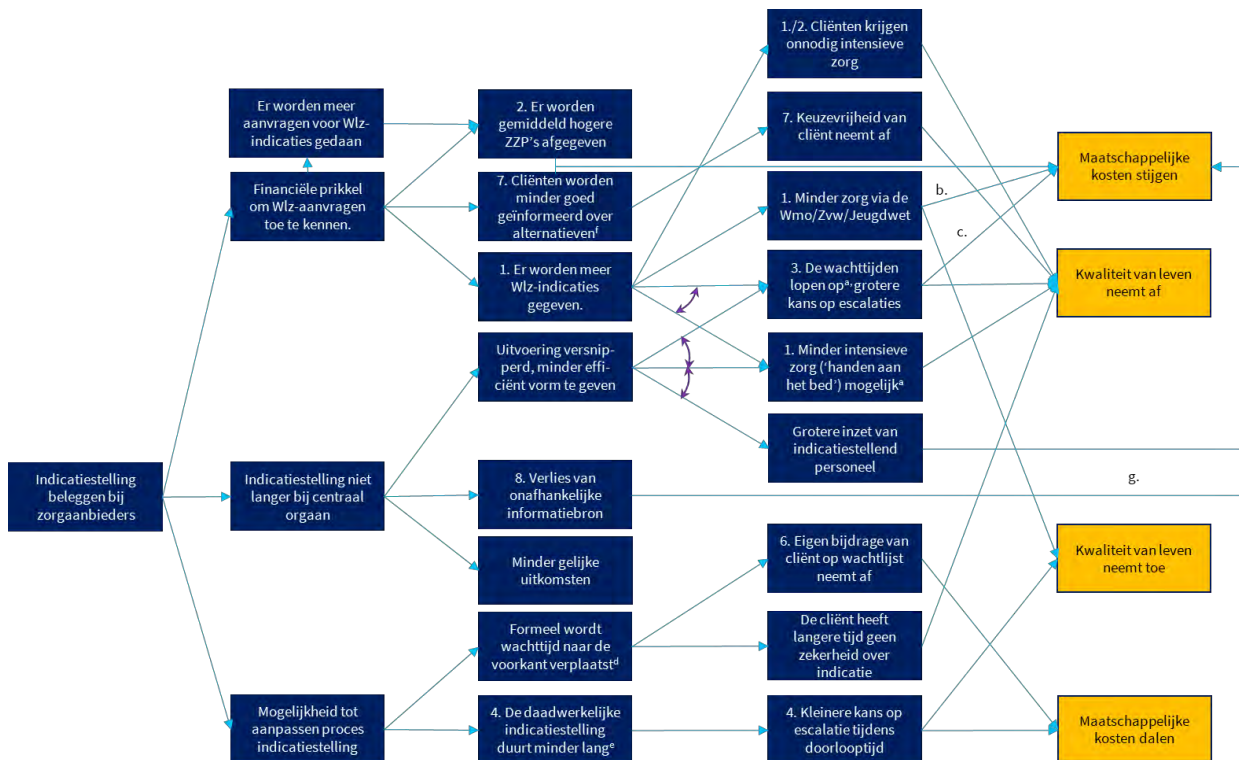 Indicatiestelling
beleggen bij
zorgaanbieders
Er worden meer
aanvragen voor Wlz-
indicaties gedaan
Financiële prikkel
om Wlz-aanvragen
toe te kennen.
Indicatiestelling niet
langer bij centraal
orgaan
Mogelijkheid tot
aanpassen proces
indicatiestelling
2. Er worden
gemiddeld hogere
ZZP's afgegeven
7. Cliënten worden
minder goed
geïnformeerd over
alternatievenᶠ
1. Er worden meer
Wlz-indicaties
gegeven.
Uitvoering versnip-
perd, minder effi-
ciënt vorm te geven
8. Verlies van
onafhankelijke
informatiebron
Minder gelijke
uitkomsten
Formeel wordt
wachttijd naar de
voorkant verplaatstᵈ
4. De daadwerkelijke
indicatiestelling
duurt minder langᵉ
1./2. Cliënten krijgen
onnodig intensieve
zorg
7. Keuzevrijheid van
cliënt neemt af
1. Minder zorg via de
Wmo/Zvw/Jeugdwet
3. De wachttijden
lopen opᵃ,grotere
kans op escalaties
1. Minder intensieve
zorg ('handen aan
het bed') mogelijkᵃ
Grotere inzet van
indicatiestellend
personeel
6. Eigen bijdrage van
cliënt op wachtlijst
neemt af
De cliënt heeft
langere tijd geen
zekerheid over
indicatie
4. Kleinere kans op
escalatie tijdens
doorlooptijd
b.
c.
g.
Maatschappelijke
kosten stijgen
Kwaliteit van leven
neemt af
Kwaliteit van leven
neemt toe
Maatschappelijke
kosten dalen